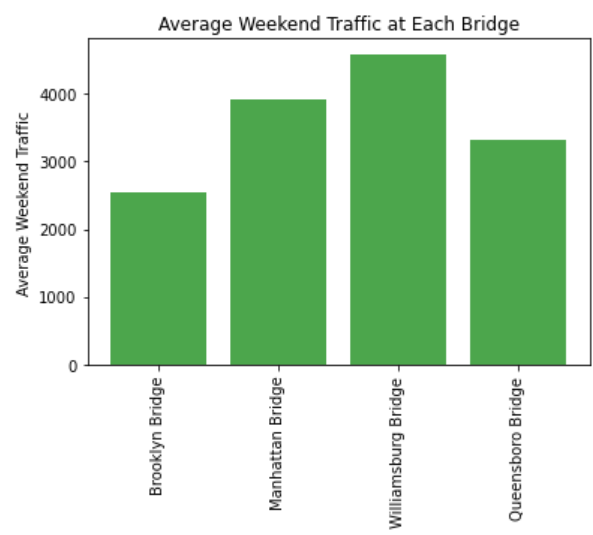 Average Weekend Traffic at Each Bridge
Average Weekend Traffic
4000
3000
2000
1000
0
Brooklyn Bridge
Manhattan Bridge
Williamsburg Bridge
Queensboro Bridge